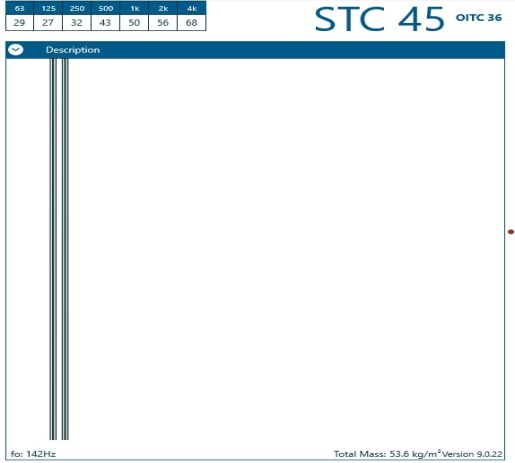 63 125 250 500 1k 2k 4k
29 27 32 43 50 56 68
STC 45 OITC 36
Description
fo: 142Hz
Total Mass: 53.6 kg/m² Version 9.0.22